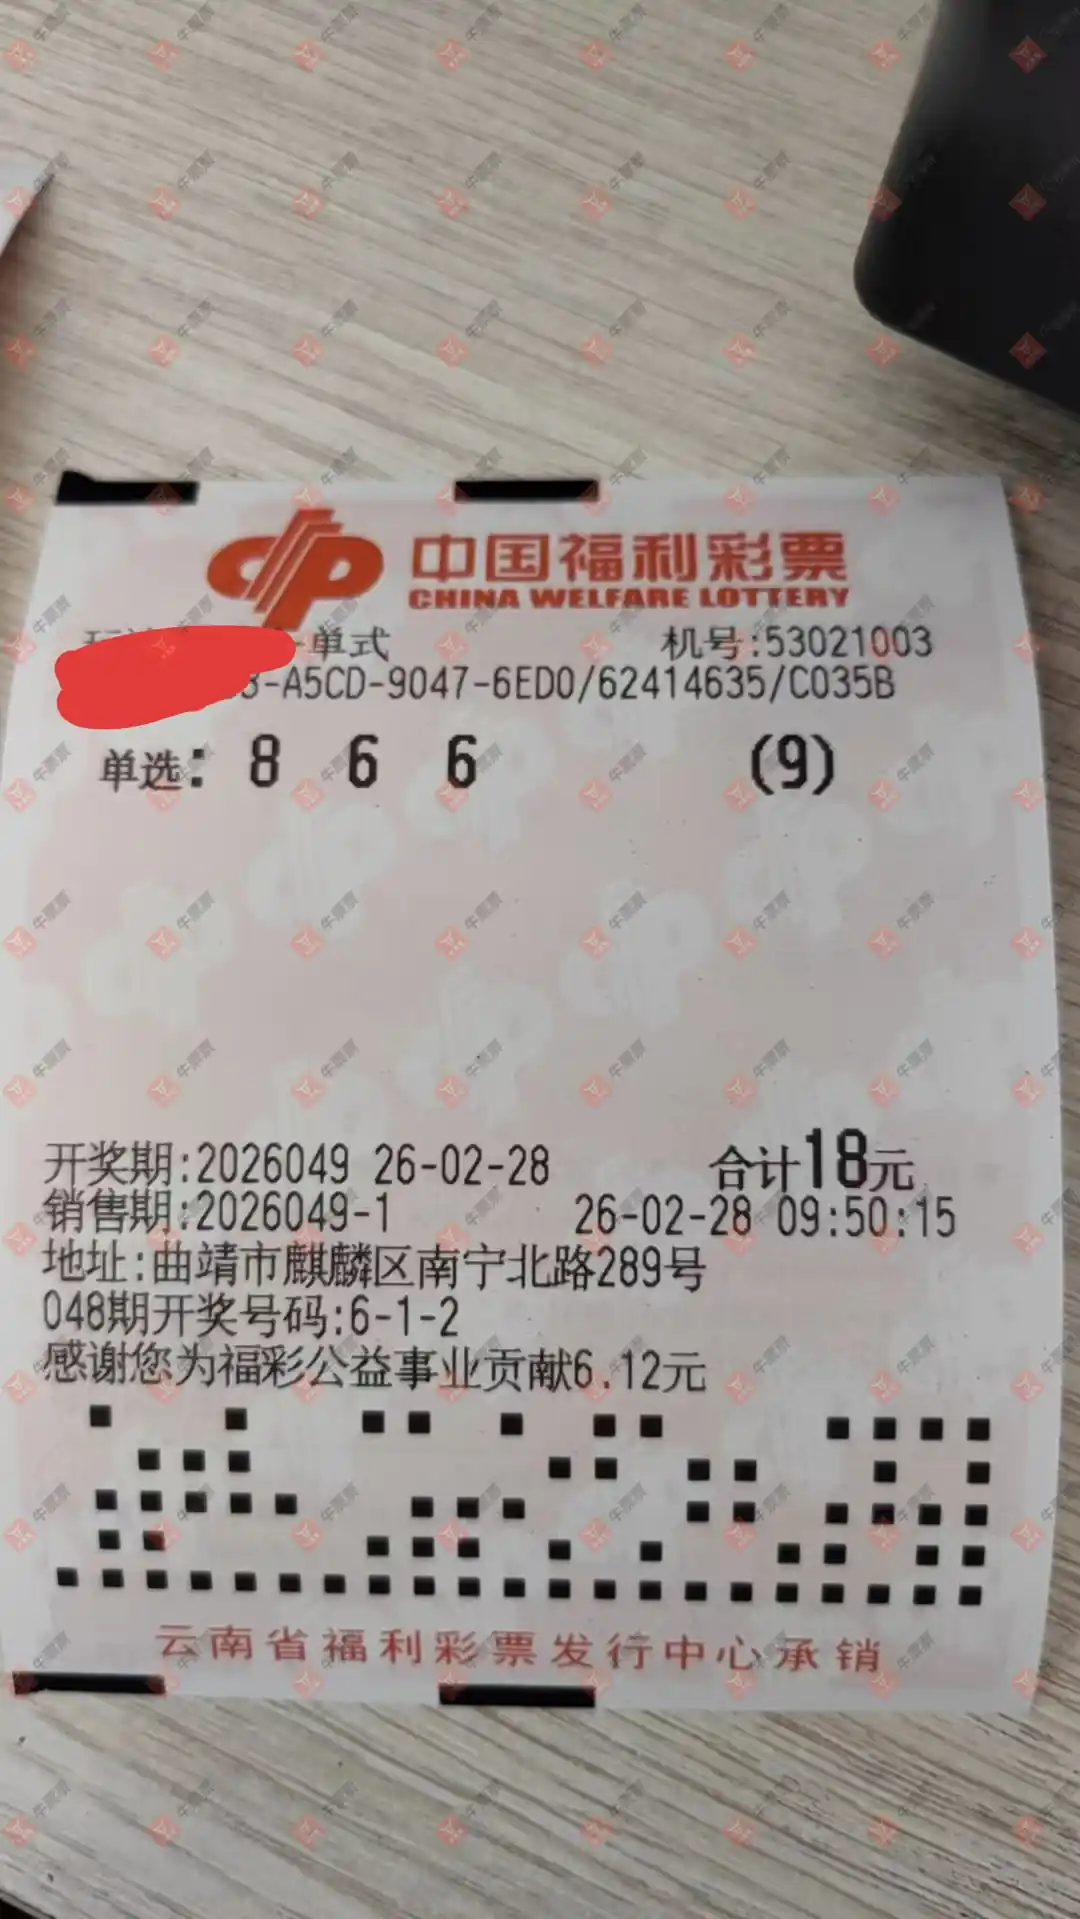 中国福利彩票
CHINA WELFARE LOTTERY
单式 机号:53021003
3-A5CD-9047-6ED0/62414635/C035B
单选: 8 6 6 (9)
开奖期:2026049 26-02-28 合计18元
销售期:2026049-1 26-02-28 09:50:15
地址:曲靖市麒麟区南宁北路289号
048期开奖号码:6-1-2
感谢您为福彩公益事业贡献6.12元
云南省福利彩票发行中心承销